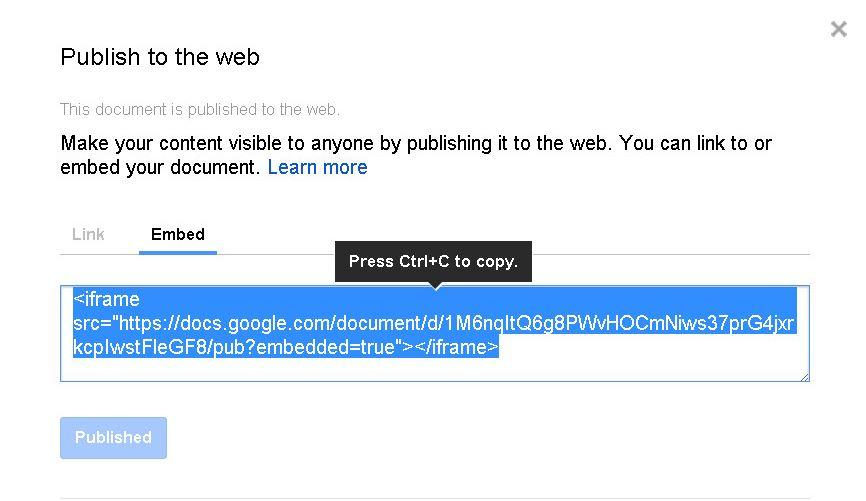 Publish to the web
This document is published to the web.
Make your content visible to anyone by publishing it to the web. You can link to or
embed your document. Learn more
Link Embed
Press Ctrl+C to copy.
<iframe
src="https://docs.google.com/document/d/1M6nqItQ6g8PWvHOCmNiws37prG4jxr
kcpIwstFleGF8/pub?embedded=true"></iframe>
Published